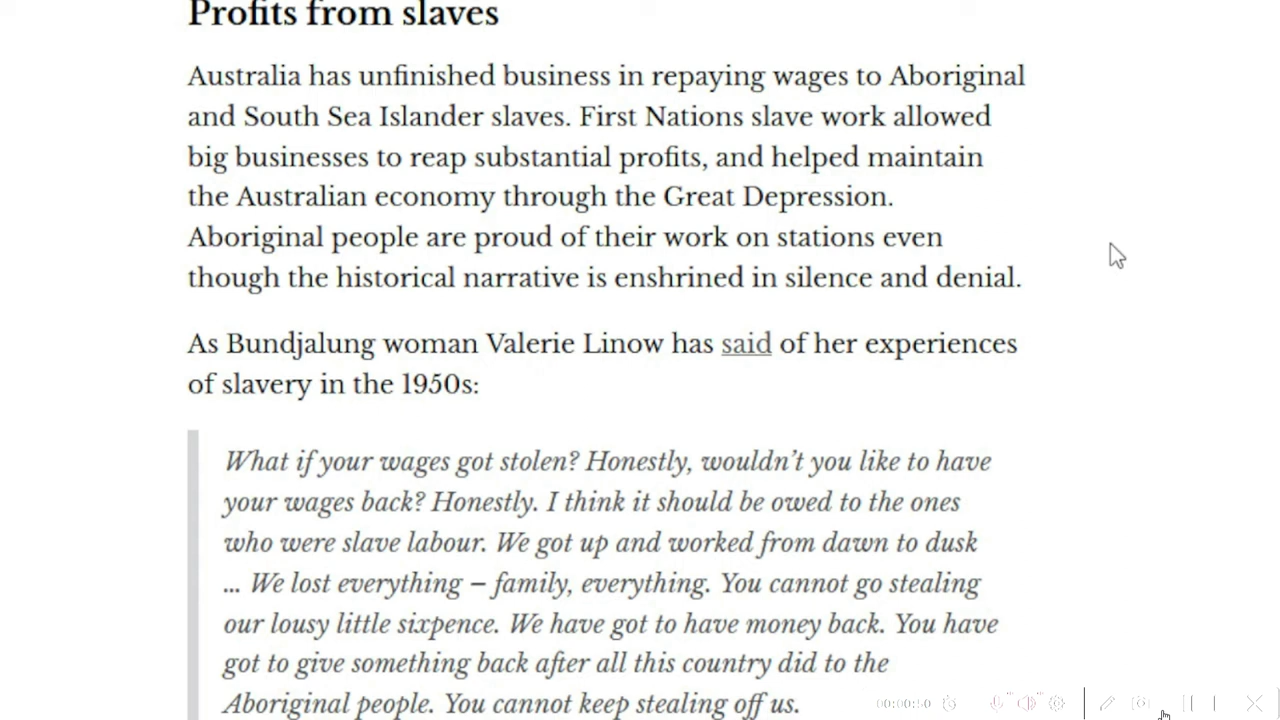 Profits from slaves
Australia has unfinished business in repaying wages to Aboriginal
and South Sea Islander slaves. First Nations slave work allowed
big businesses to reap substantial profits, and helped maintain
the Australian economy through the Great Depression.
Aboriginal people are proud of their work on stations even
though the historical narrative is enshrined in silence and denial.
As Bundjalung woman Valerie Linow has said of her experiences
of slavery in the 1950s:
What if your wages got stolen? Honestly, wouldn’t you like to have
your wages back? Honestly. I think it should be owed to the ones
who were slave labour. We got up and worked from dawn to dusk
… We lost everything – family, everything. You cannot go stealing
our lousy little sixpence. We have got to have money back. You have
got to give something back after all this country did to the
Aboriginal people. You cannot keep stealing off us.
00:00:50